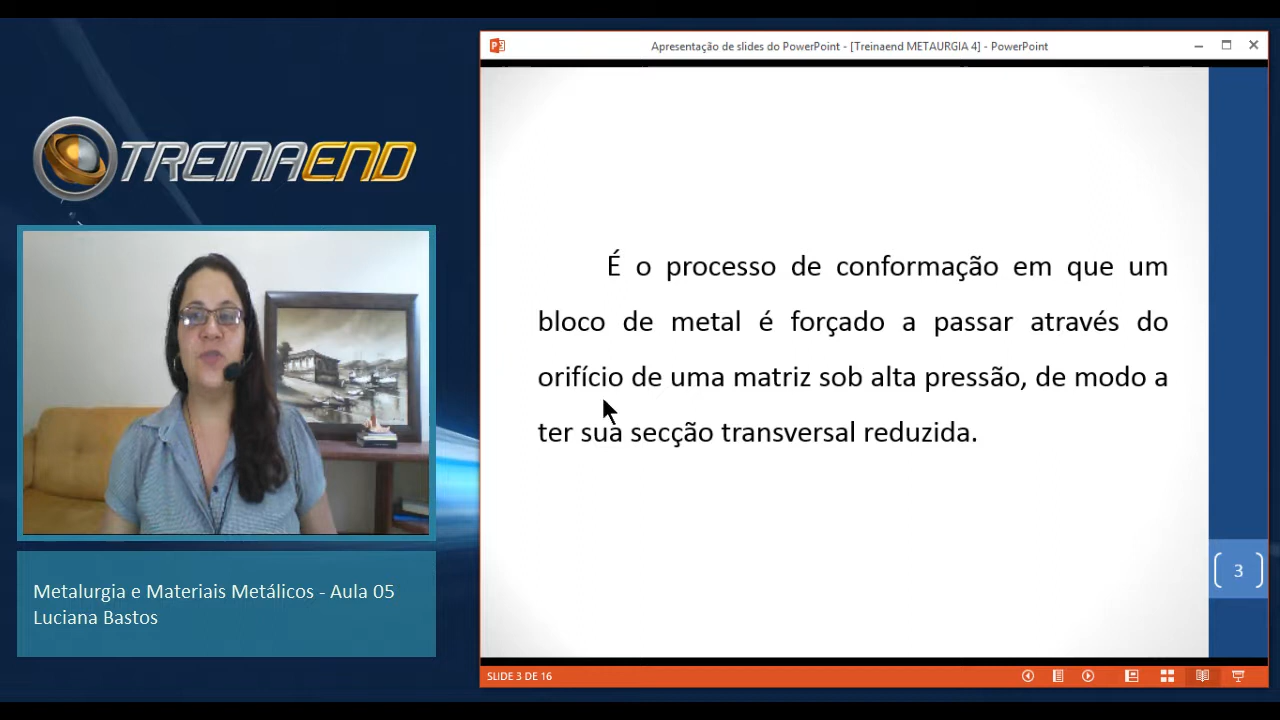 TREINAEND
Metalurgia e Materiais Metálicos - Aula 05
Luciana Bastos
Apresentação de slides do PowerPoint - [Treinaend METAURGIA 4] - PowerPoint
É o processo de conformação em que um
bloco de metal é forçado a passar através do
orifício de uma matriz sob alta pressão, de modo a
ter sua secção transversal reduzida.
3
SLIDE 3 DE 16